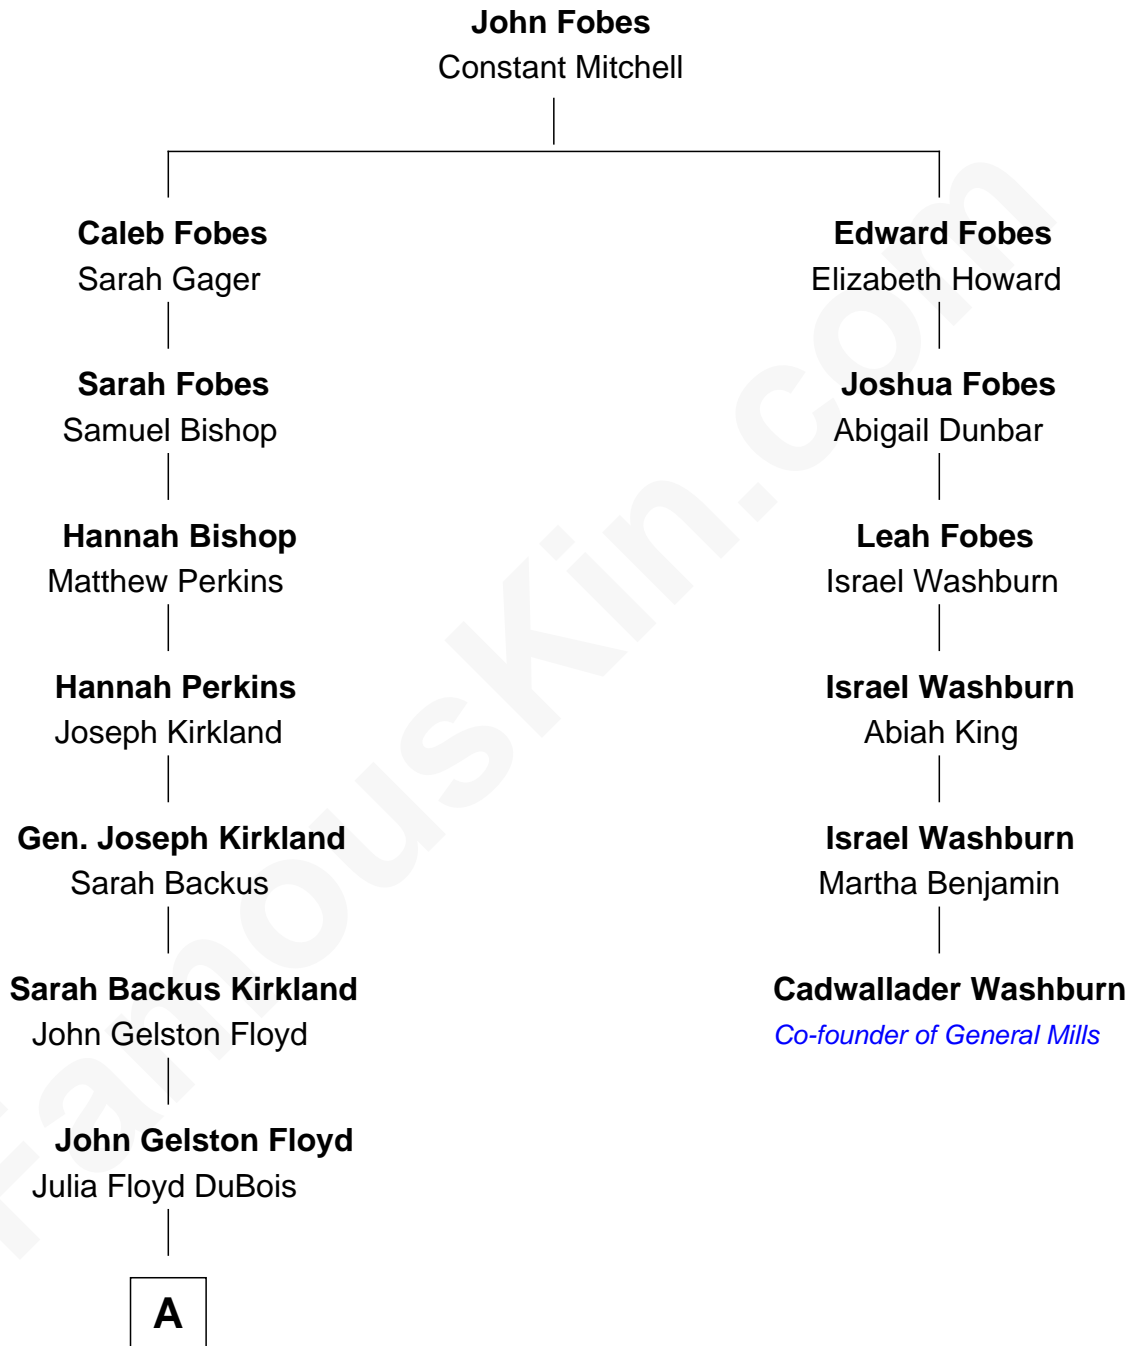 John Fobes
Constant Mitchell
Caleb Fobes
Sarah Gager
Edward Fobes
Elizabeth Howard
Sarah Fobes
Samuel Bishop
Joshua Fobes
Abigail Dunbar
Hannah Bishop
Matthew Perkins
Leah Fobes
Israel Washburn
Hannah Perkins
Joseph Kirkland
Israel Washburn
Abiah King
Gen. Joseph Kirkland
Sarah Backus
Israel Washburn
Martha Benjamin
Sarah Backus Kirkland
John Gelston Floyd
Cadwallader Washburn
Co-founder of General Mills
John Gelston Floyd
Julia Floyd DuBois
A
FamousKin.com